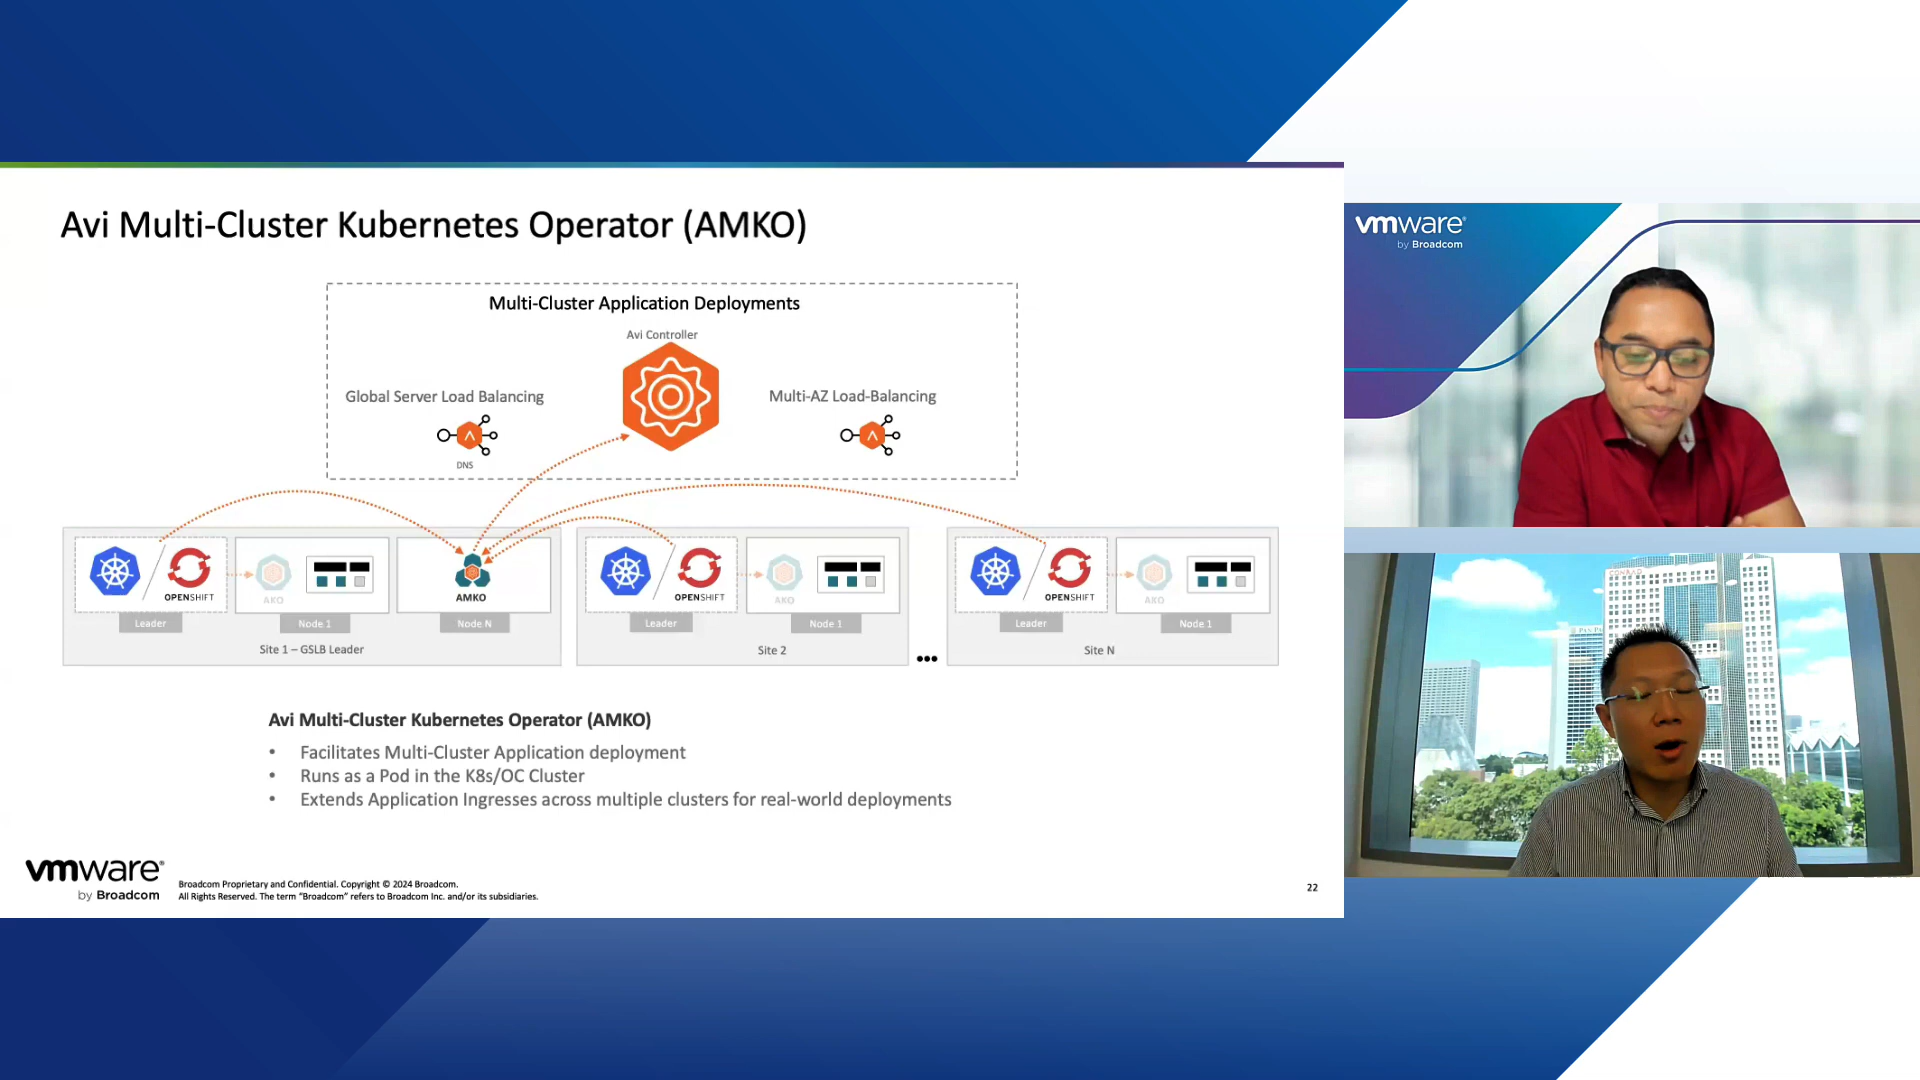 Avi Multi-Cluster Kubernetes Operator (AMKO)
Multi-Cluster Application Deployments
Avi Controller
Global Server Load Balancing
Multi-AZ Load-Balancing
DNS
OPENSHIFT
AKO
AMKO
OPENSHIFT
AKO
OPENSHIFT
AKO
Leader
Node 1
Node N
Leader
Node 1
Leader
Node 1
Site 1 – GSLB Leader
Site 2
•••
Site N
Avi Multi-Cluster Kubernetes Operator (AMKO)
• Facilitates Multi-Cluster Application deployment
• Runs as a Pod in the K8s/OC Cluster
• Extends Application Ingresses across multiple clusters for real-world deployments
vmware®
by Broadcom
Broadcom Proprietary and Confidential. Copyright © 2024 Broadcom.
All Rights Reserved. The term “Broadcom” refers to Broadcom Inc. and/or its subsidiaries.
22
vmware®
by Broadcom
CONRAD